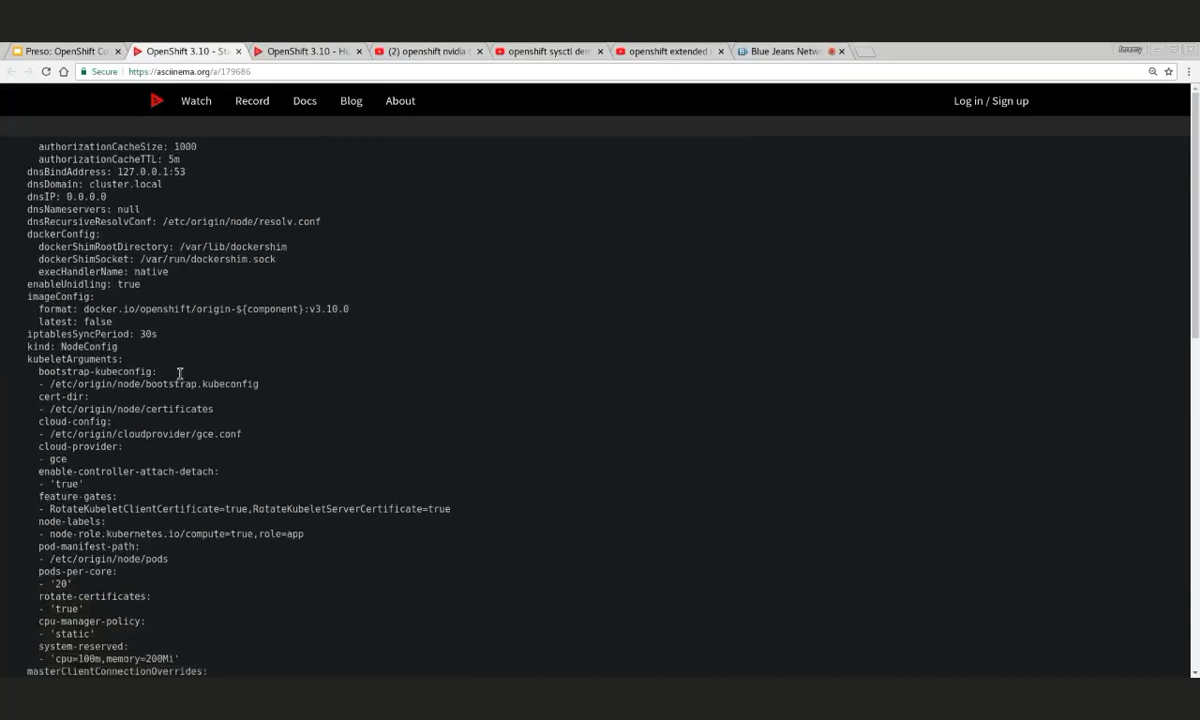 Preso: OpenShift Co
OpenShift 3.10 - Sta
OpenShift 3.10 - Hu
(2) openshift nvidia
openshift sysctl dem
openshift extended
Blue Jeans Netw
Jeremy
Secure
https://asciinema.org/a/179686
Watch
Record
Docs
Blog
About
Log in / Sign up
authorizationCacheSize: 1000
authorizationCacheTTL: 5m
dnsBindAddress: 127.0.0.1:53
dnsDomain: cluster.local
dnsIP: 0.0.0.0
dnsNameservers: null
dnsRecursiveResolvConf: /etc/origin/node/resolv.conf
dockerConfig:
dockerShimRootDirectory: /var/lib/dockershim
dockerShimSocket: /var/run/dockershim.sock
execHandlerName: native
enableUnidling: true
imageConfig:
format: docker.io/openshift/origin-${component}:v3.10.0
latest: false
iptablesSyncPeriod: 30s
kind: NodeConfig
kubeletArguments:
bootstrap-kubeconfig:
- /etc/origin/node/bootstrap.kubeconfig
cert-dir:
- /etc/origin/node/certificates
cloud-config:
- /etc/origin/cloudprovider/gce.conf
cloud-provider:
- gce
enable-controller-attach-detach:
- 'true'
feature-gates:
- RotateKubeletClientCertificate=true,RotateKubeletServerCertificate=true
node-labels:
- node-role.kubernetes.io/compute=true,role=app
pod-manifest-path:
- /etc/origin/node/pods
pods-per-core:
- '20'
rotate-certificates:
- 'true'
cpu-manager-policy:
- 'static'
system-reserved:
- 'cpu=100m,memory=200Mi'
masterClientConnectionOverrides: